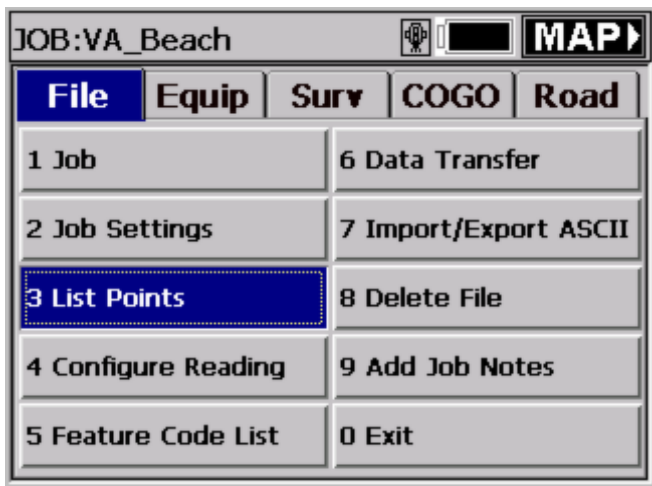 JOB:VA_Beach MAP
File Equip Surv COGO Road
1 Job 6 Data Transfer
2 Job Settings 7 Import/Export ASCII
3 List Points 8 Delete File
4 Configure Reading 9 Add Job Notes
5 Feature Code List 0 Exit